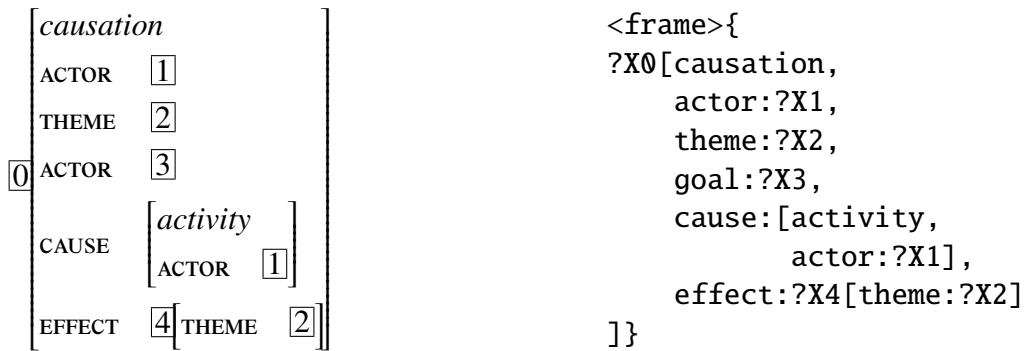 causation
ACTOR 1
THEME 2
0 ACTOR 3
CAUSE [activity
ACTOR 1]
EFFECT 4[THEME 2]
<frame>{
?X0[causation,
actor:?X1,
theme:?X2,
goal:?X3,
cause:[activity,
actor:?X1],
effect:?X4[theme:?X2]
]}